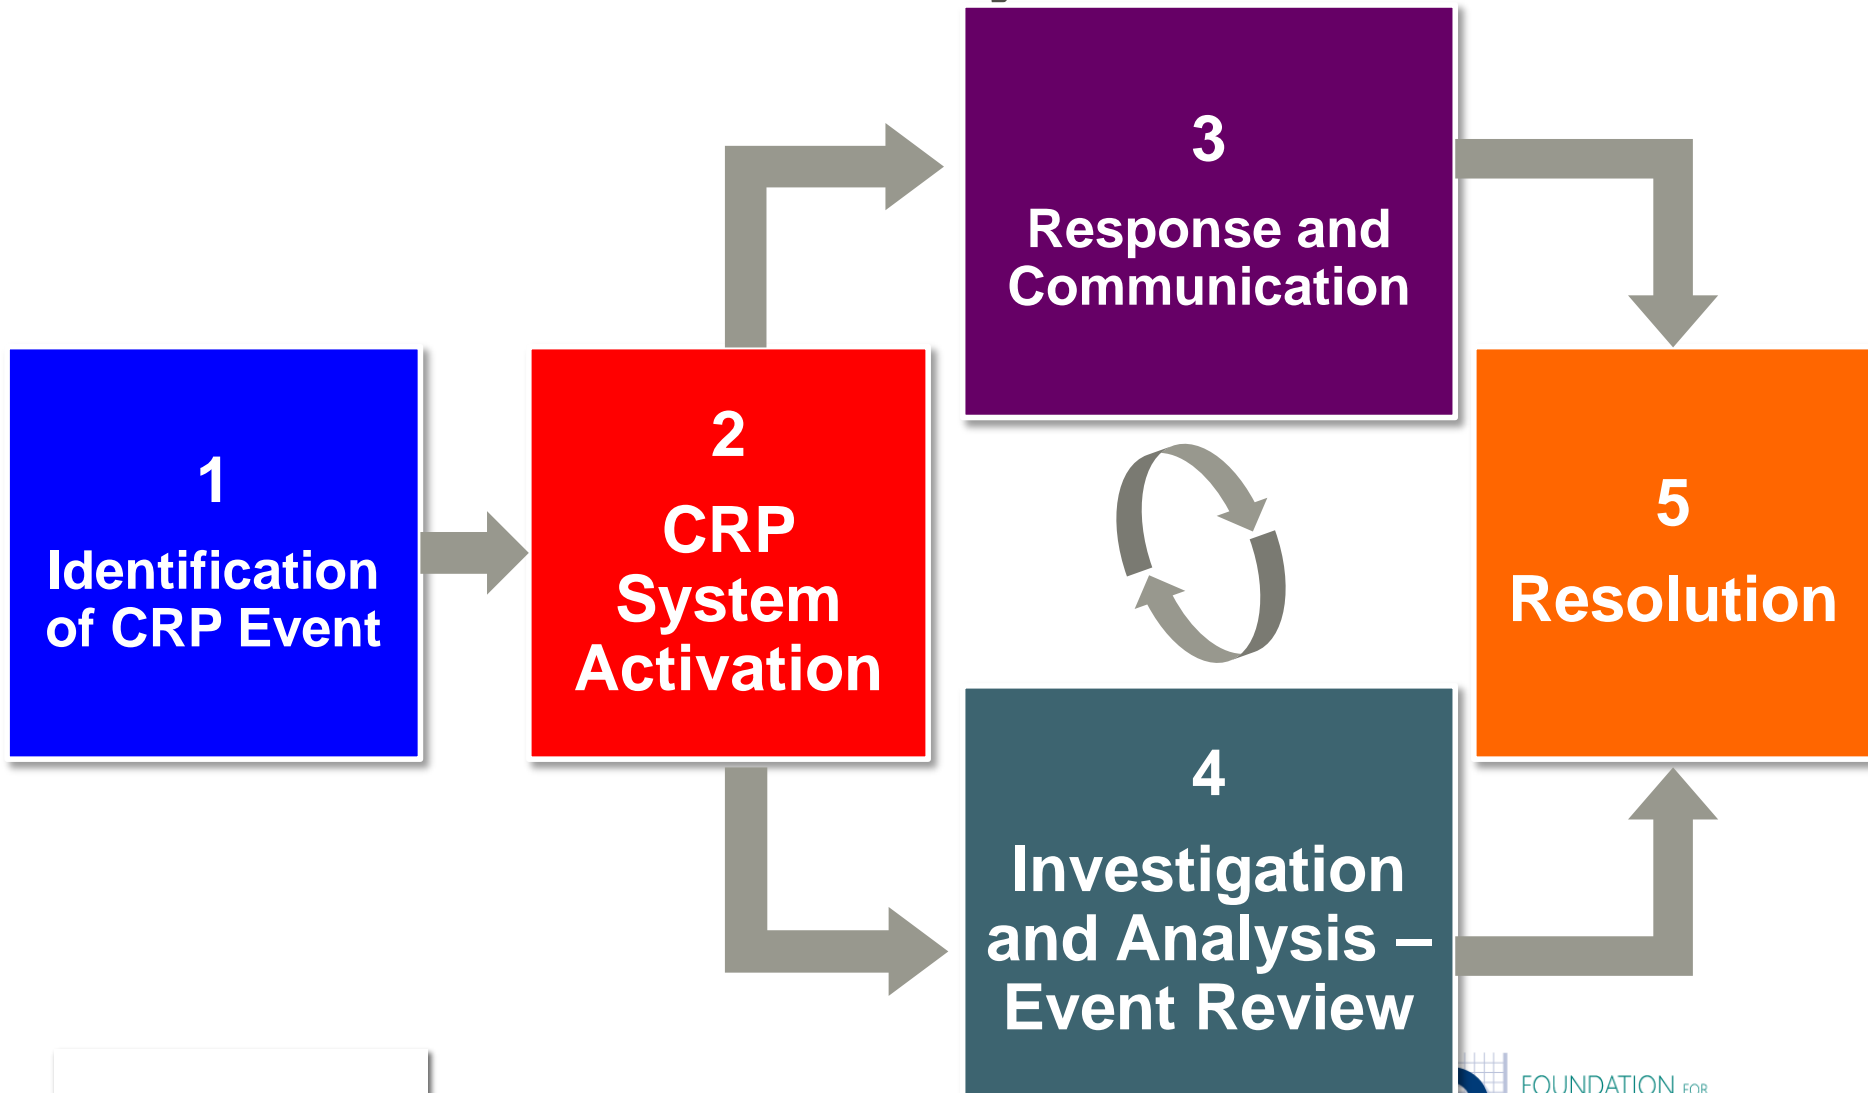 1
Identification
of CRP Event
2
CRP
System
Activation
3
Response and
Communication
4
Investigation
and Analysis –
Event Review
5
Resolution
FOUNDATION FOR